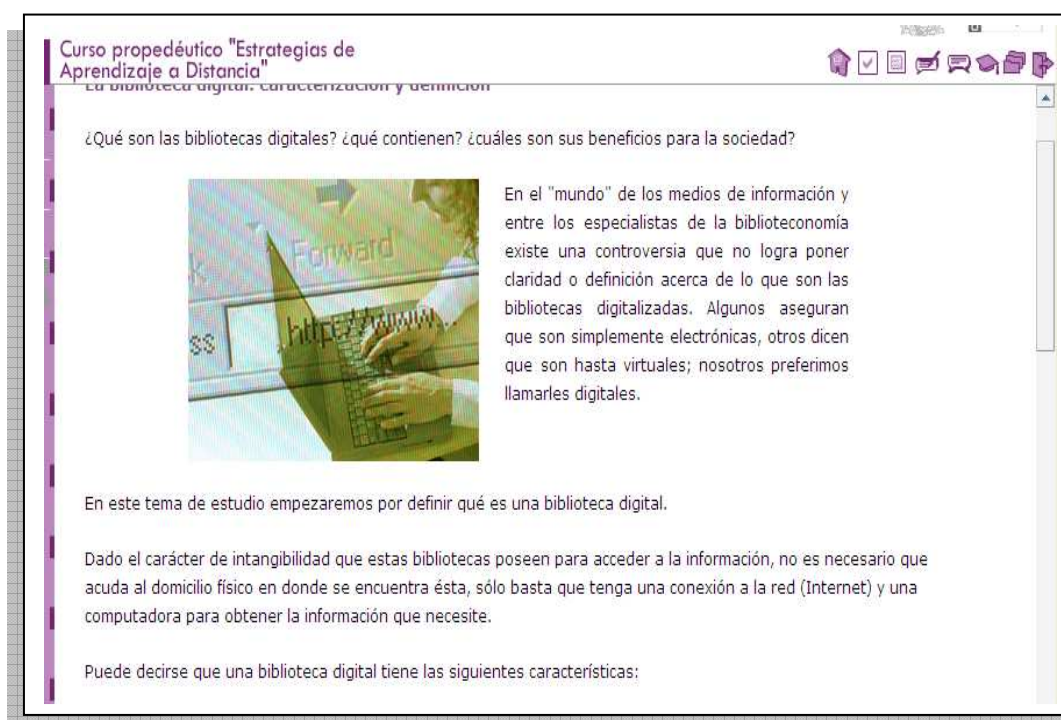 Curso propedéutico "Estrategias de
Aprendizaje a Distancia"
La biblioteca digital. Caracterización y definición
¿Qué son las bibliotecas digitales? ¿qué contienen? ¿cuáles son sus beneficios para la sociedad?
Forward
ss
http://www...
En el "mundo" de los medios de información y
entre los especialistas de la biblioteconomía
existe una controversia que no logra poner
claridad o definición acerca de lo que son las
bibliotecas digitalizadas. Algunos aseguran
que son simplemente electrónicas, otros dicen
que son hasta virtuales; nosotros preferimos
llamarles digitales.
En este tema de estudio empezaremos por definir qué es una biblioteca digital.
Dado el carácter de intangibilidad que estas bibliotecas poseen para acceder a la información, no es necesario que
acuda al domicilio físico en donde se encuentra ésta, sólo basta que tenga una conexión a la red (Internet) y una
computadora para obtener la información que necesite.
Puede decirse que una biblioteca digital tiene las siguientes características: